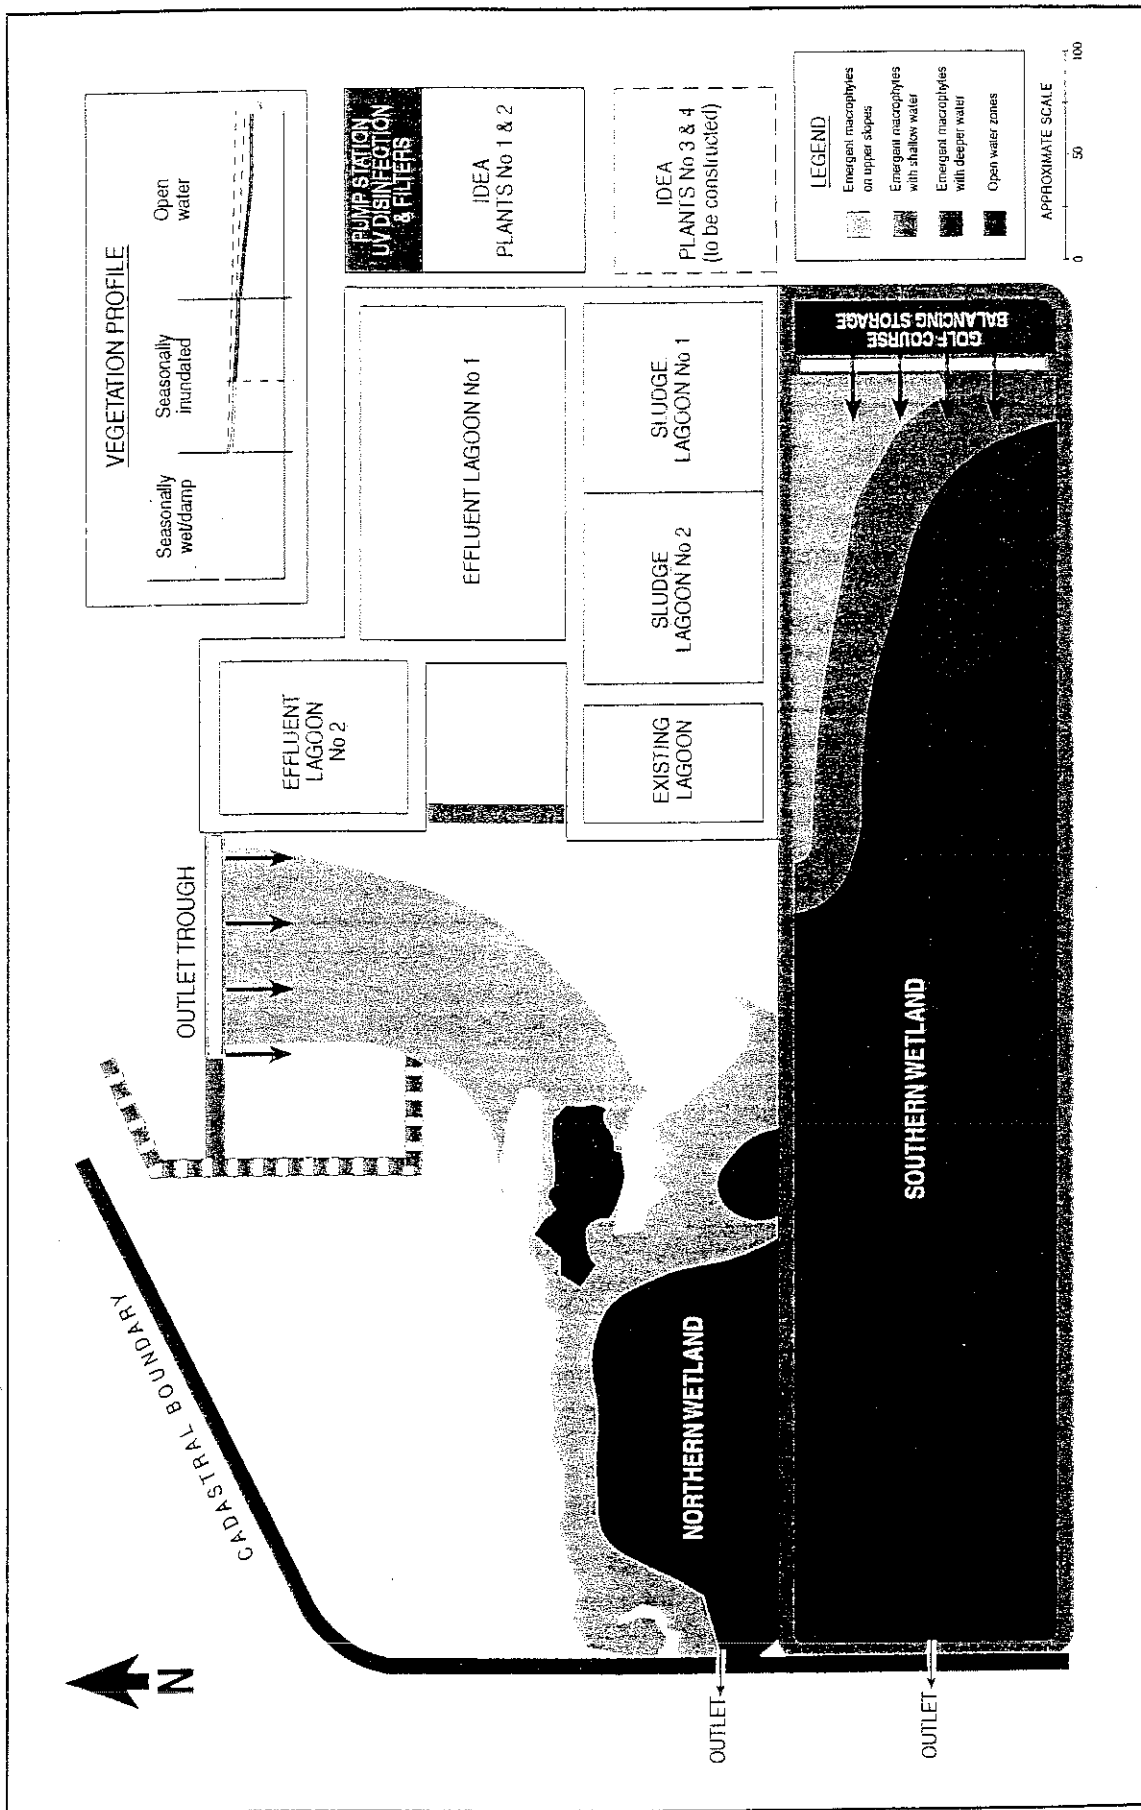 VEGETATION PROFILE
Seasonally
wet/damp
Seasonally
inundated
Open
water
PUMP STATION
UV DISINFECTION
& FILTERS
IDEA
PLANTS No 1 & 2
IDEA
PLANTS No 3 & 4
(to be constructed)
LEGEND
Emergent macrophytes
on upper slopes
Emergent macrophytes
with shallow water
Emergent macrophytes
with deeper water
Open water zones
APPROXIMATE SCALE
0
50
100
EFFLUENT LAGOON No 1
EFFLUENT
LAGOON
No 2
SLUDGE
LAGOON No 1
SLUDGE
LAGOON No 2
EXISTING
LAGOON
GOLF COURSE
BALANCING STORAGE
OUTLET TROUGH
CADASTRAL BOUNDARY
N
NORTHERN WETLAND
SOUTHERN WETLAND
OUTLET
OUTLET